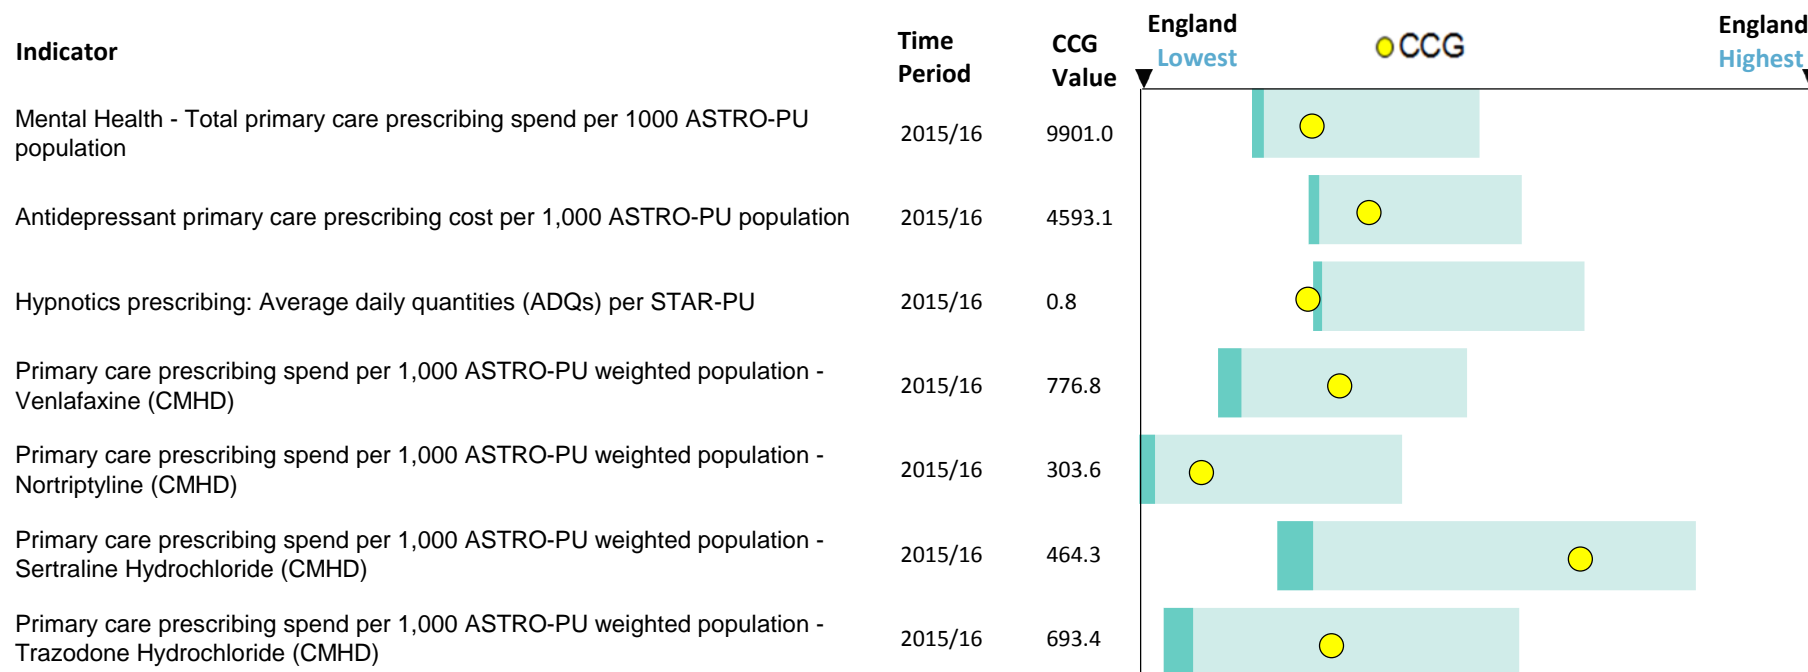 Indicator
Time
Period
CCG
Value
England
Lowest
CCG
England
Highest
Mental Health - Total primary care prescribing spend per 1000 ASTRO-PU
population
2015/16
9901.0
Antidepressant primary care prescribing cost per 1,000 ASTRO-PU population
2015/16
4593.1
Hypnotics prescribing: Average daily quantities (ADQs) per STAR-PU
2015/16
0.8
Primary care prescribing spend per 1,000 ASTRO-PU weighted population -
Venlafaxine (CMHD)
2015/16
776.8
Primary care prescribing spend per 1,000 ASTRO-PU weighted population -
Nortriptyline (CMHD)
2015/16
303.6
Primary care prescribing spend per 1,000 ASTRO-PU weighted population -
Sertraline Hydrochloride (CMHD)
2015/16
464.3
Primary care prescribing spend per 1,000 ASTRO-PU weighted population -
Trazodone Hydrochloride (CMHD)
2015/16
693.4